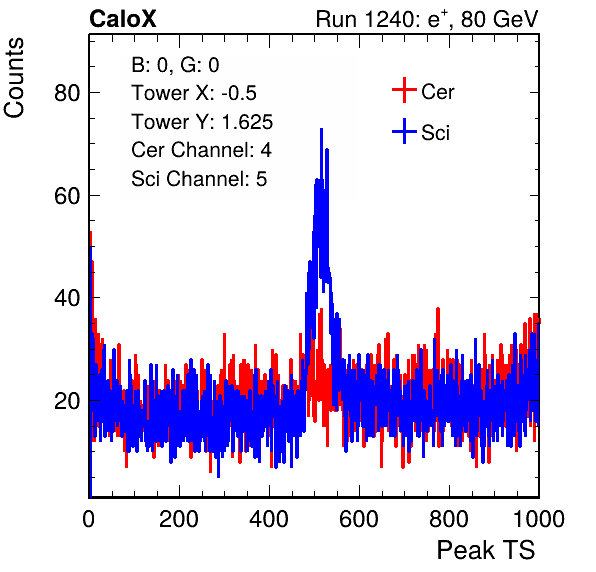 CaloX Run 1240: e⁺, 80 GeV
Counts
B: 0, G: 0
Tower X: -0.5
Tower Y: 1.625
Cer Channel: 4
Sci Channel: 5
Cer
Sci
80
60
40
20
0 200 400 600 800 1000
Peak TS